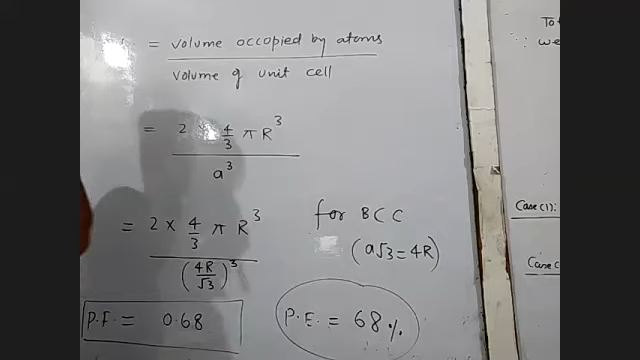 = volume occopied by atoms / volume of unit cell
= 2 × 4/3 π R³ / a³
= 2 × 4/3 π R³ / (4R/√3)³
for BCC
(a√3 = 4R)
P.F. = 0.68
P.E. = 68%
To
we
Case(1):
Case